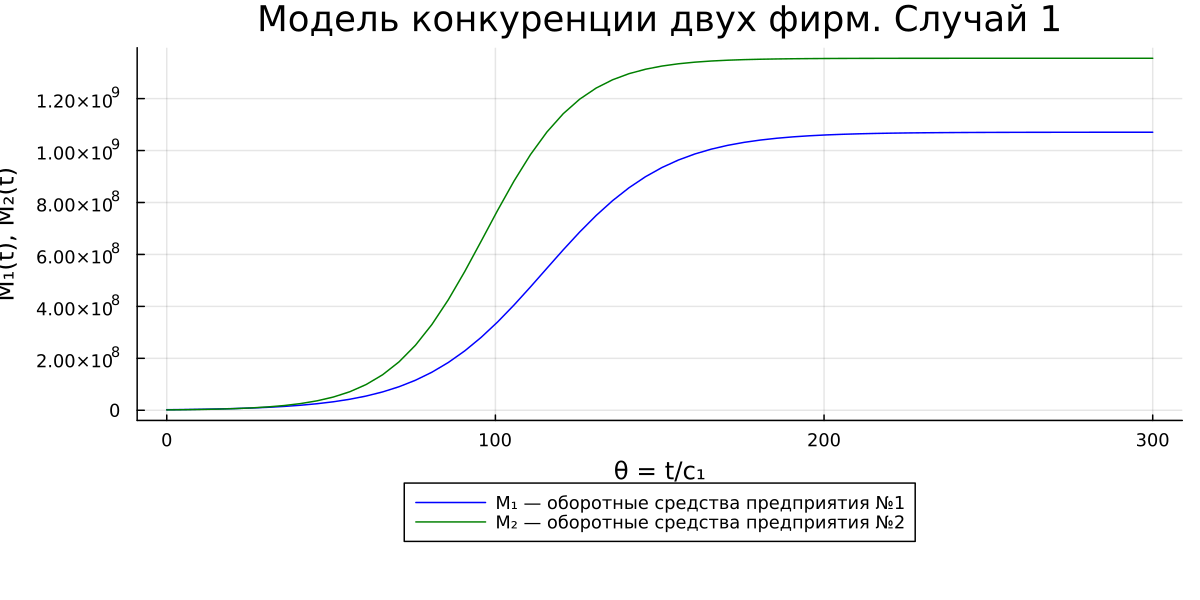 Модель конкуренции двух фирм. Случай 1
M₁(t), M₂(t)
1.20×10⁹
1.00×10⁹
8.00×10⁸
6.00×10⁸
4.00×10⁸
2.00×10⁸
0
0 100 200 300
θ = t/c₁
M₁ — оборотные средства предприятия №1
M₂ — оборотные средства предприятия №2